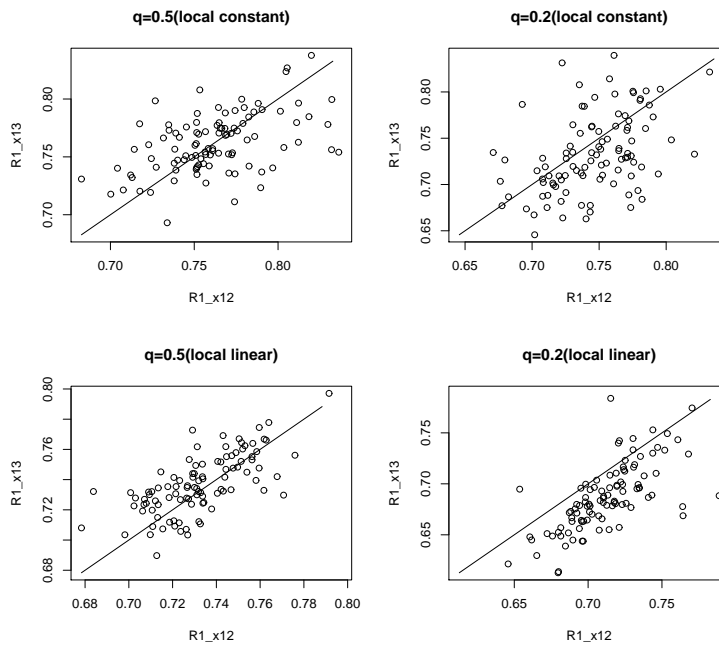 q=0.5(local constant)
R1_x13
0.80
0.75
0.70
0.70
0.75
0.80
R1_x12
q=0.2(local constant)
R1_x13
0.80
0.75
0.70
0.65
0.65
0.70
0.75
0.80
R1_x12
q=0.5(local linear)
R1_x13
0.80
0.76
0.72
0.68
0.68
0.70
0.72
0.74
0.76
0.78
0.80
R1_x12
q=0.2(local linear)
R1_x13
0.75
0.70
0.65
0.65
0.70
0.75
R1_x12